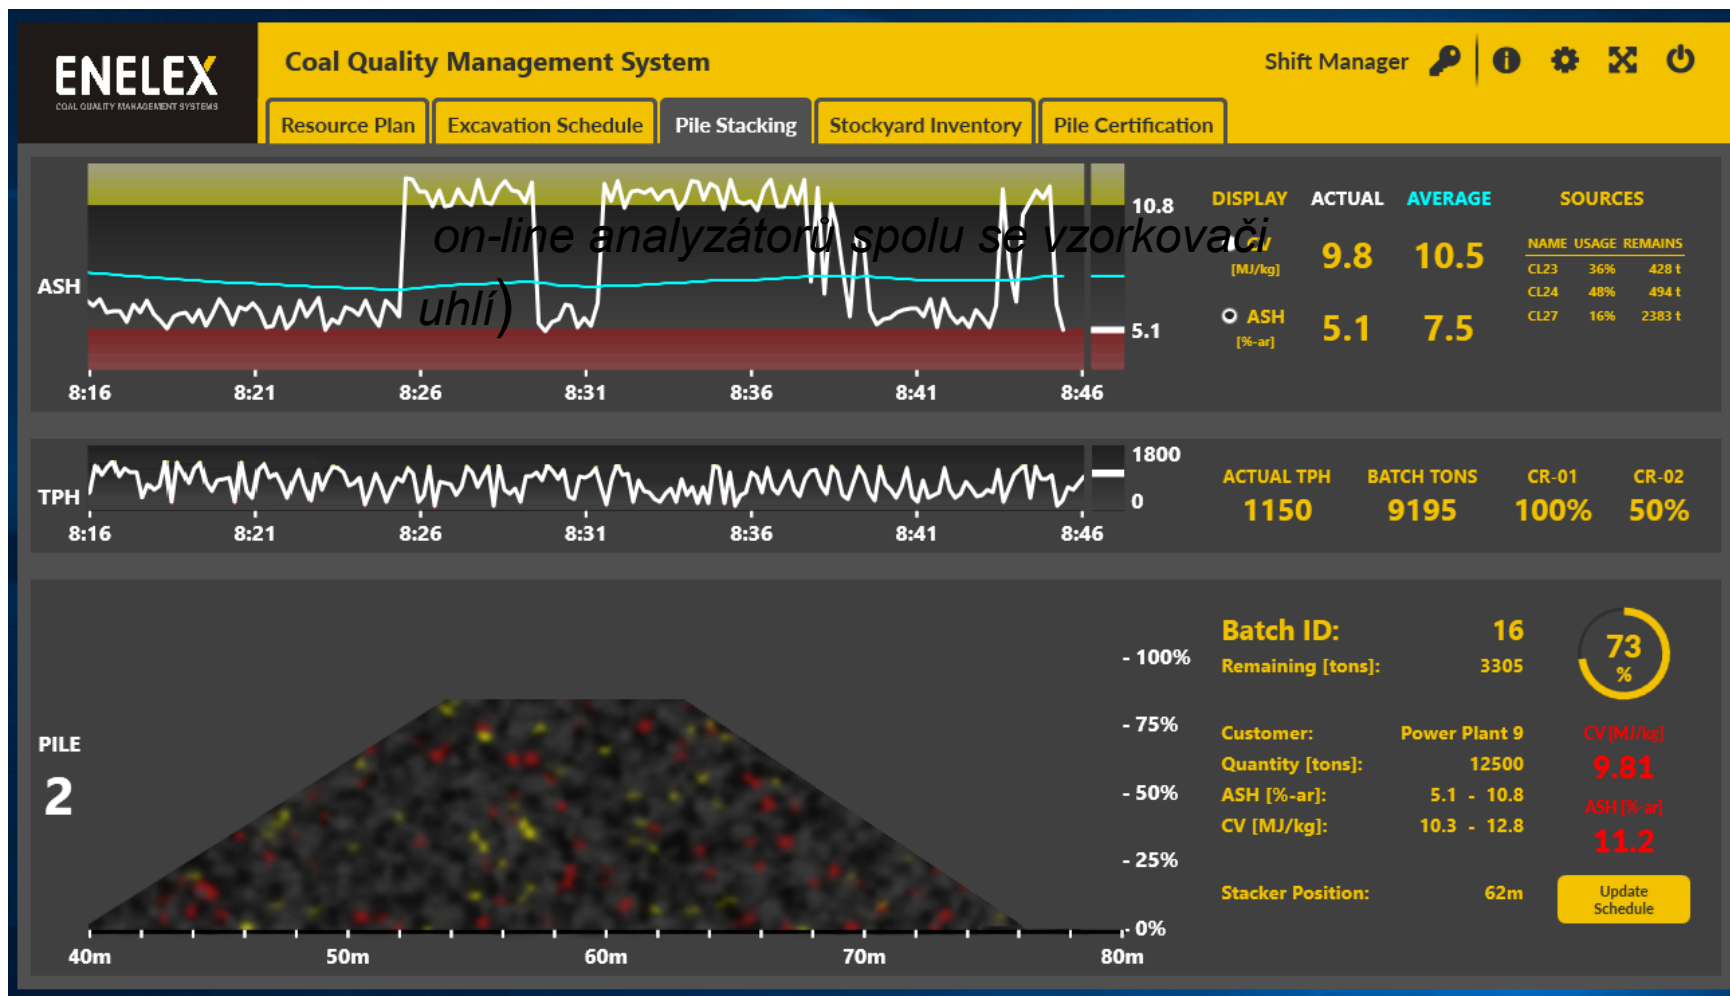 ENELEX
COAL QUALITY MANAGEMENT SYSTEMS
Coal Quality Management System
Shift Manager
Resource Plan
Excavation Schedule
Pile Stacking
Stockyard Inventory
Pile Certification
on-line analyzátorů spolu se vzorkovači
uhlí)
ASH
10.8
5.1
8:16 8:21 8:26 8:31 8:36 8:41 8:46
DISPLAY ACTUAL AVERAGE
CV 9.8 10.5
[MJ/kg]
ASH 5.1 7.5
[%-ar]
SOURCES
NAME USAGE REMAINS
CL23 36% 428 t
CL24 48% 494 t
CL27 16% 2383 t
TPH
1800
0
8:16 8:21 8:26 8:31 8:36 8:41 8:46
ACTUAL TPH BATCH TONS CR-01 CR-02
1150 9195 100% 50%
PILE
2
- 100%
- 75%
- 50%
- 25%
- 0%
40m 50m 60m 70m 80m
Batch ID: 16
Remaining [tons]: 3305
73
%
Customer: Power Plant 9
Quantity [tons]: 12500
ASH [%-ar]: 5.1 - 10.8
CV [MJ/kg]: 10.3 - 12.8
CV [MJ/kg]
9.81
ASH [%-ar]
11.2
Stacker Position: 62m
Update
Schedule